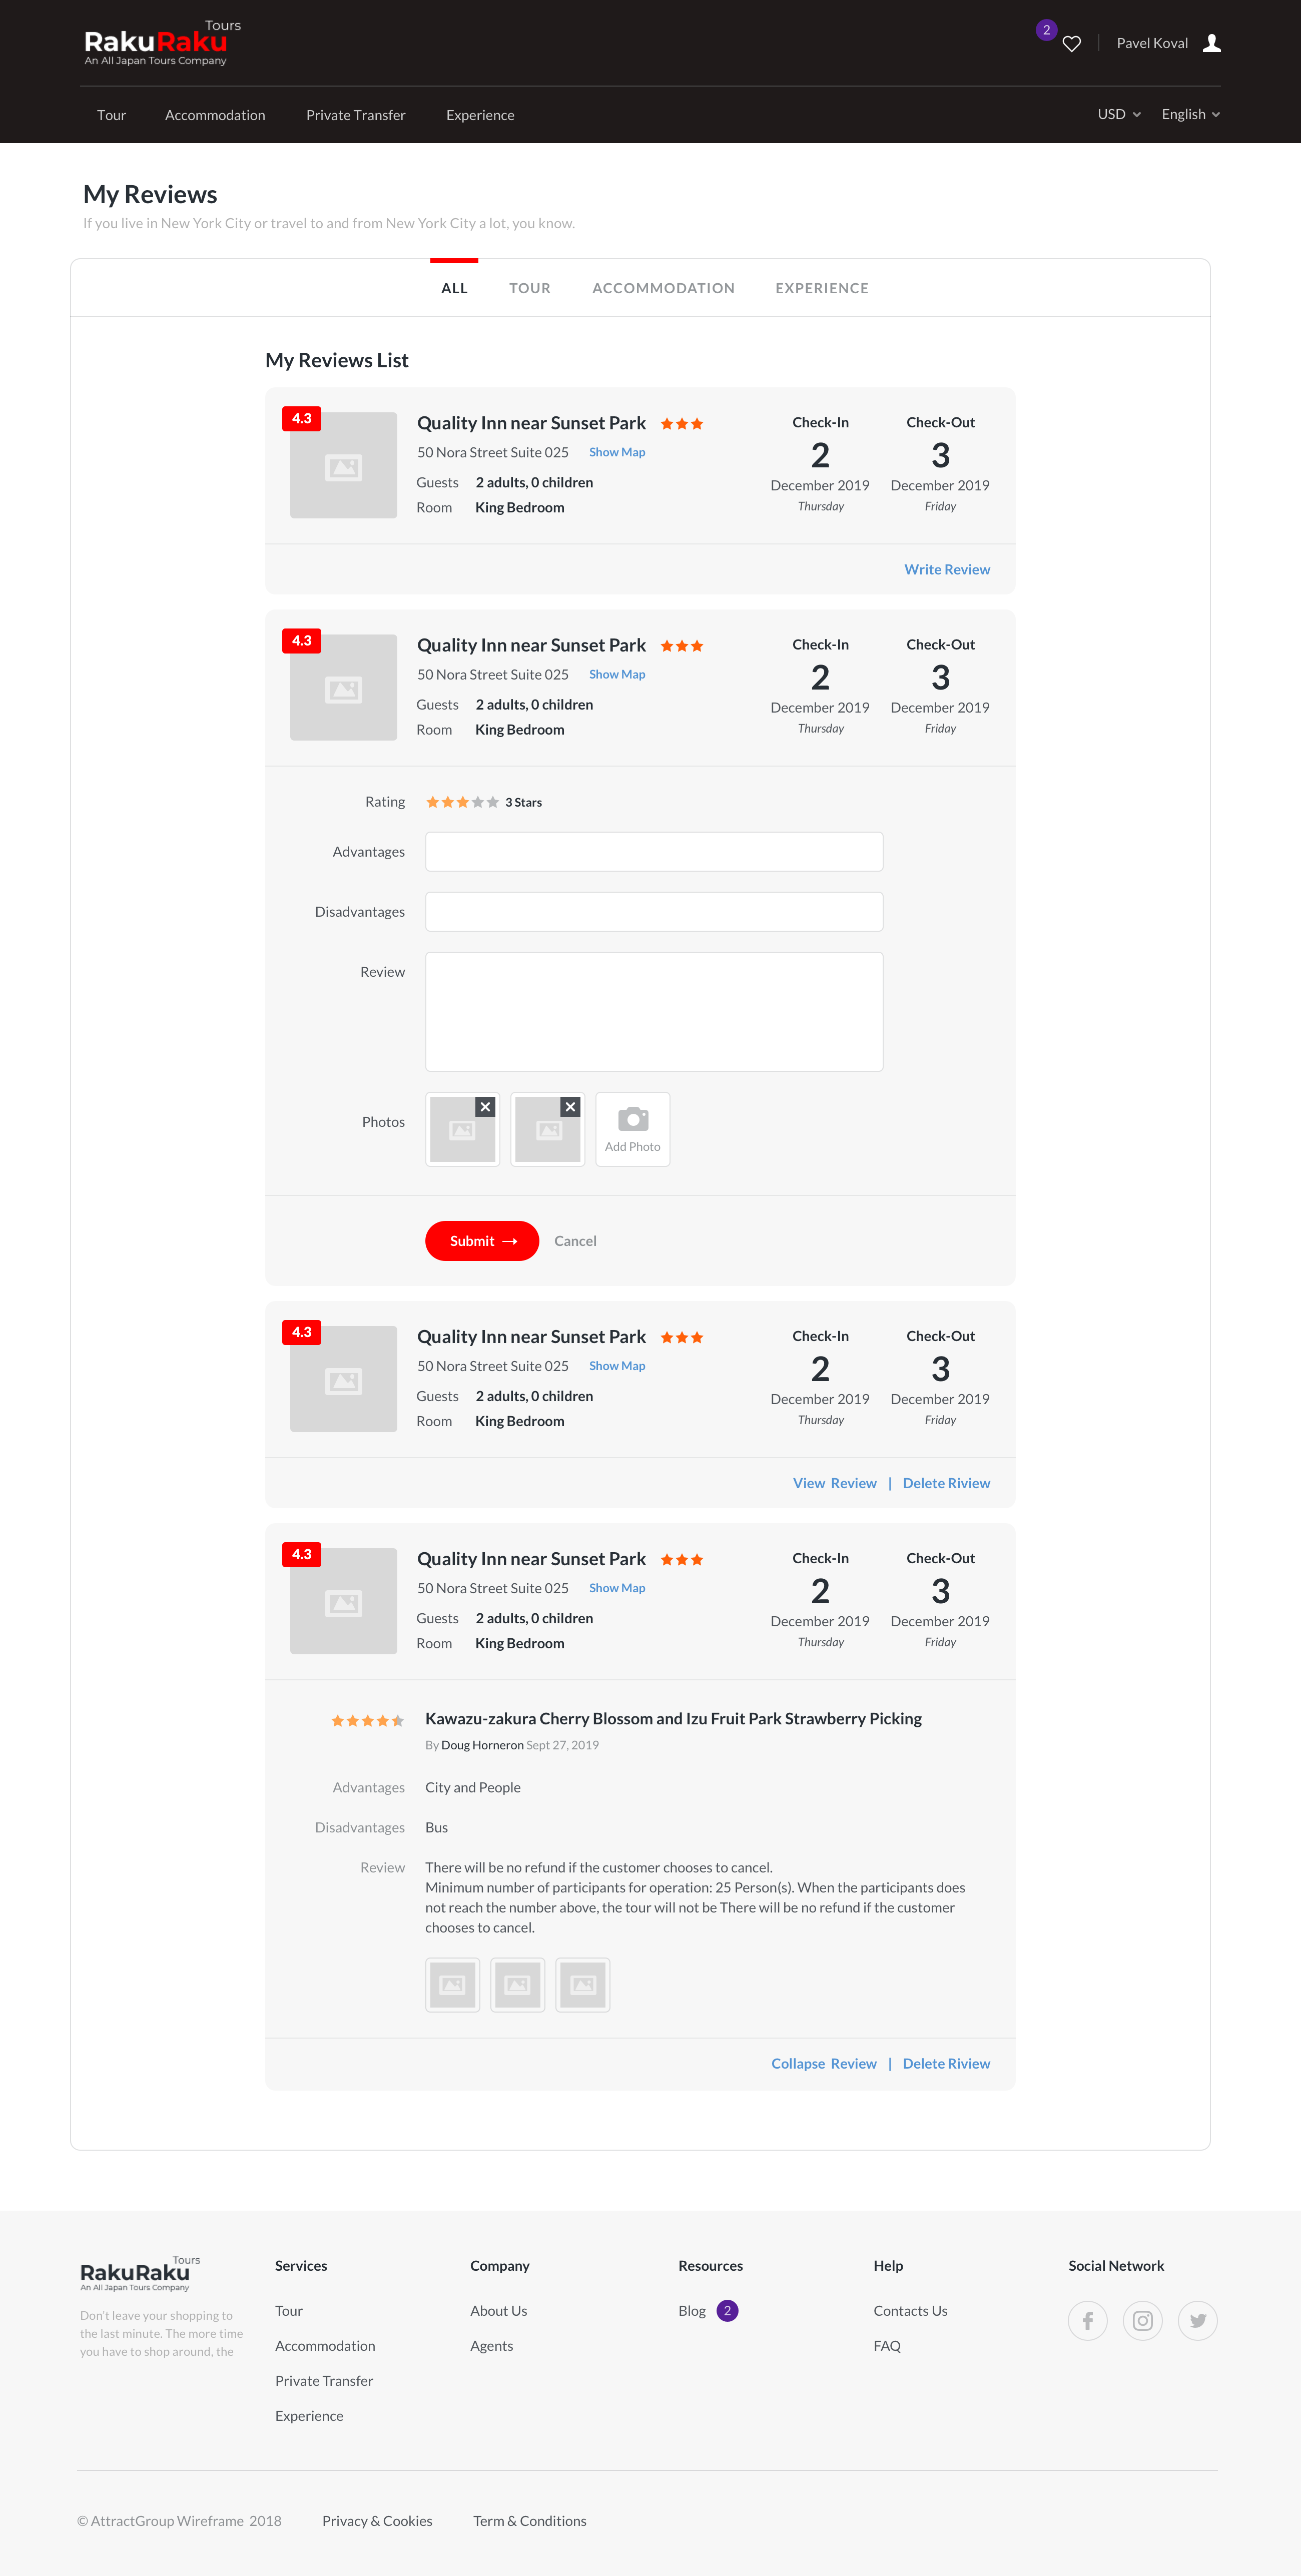 Tours
RakuRaku
An All Japan Tours Company
2
Pavel Koval
Tour Accommodation Private Transfer Experience
USD English
My Reviews
If you live in New York City or travel to and from New York City a lot, you know.
ALL TOUR ACCOMMODATION EXPERIENCE
My Reviews List
4.3
Quality Inn near Sunset Park
50 Nora Street Suite 025 Show Map
Guests 2 adults, 0 children
Room King Bedroom
Check-In
2
December 2019
Thursday
Check-Out
3
December 2019
Friday
Write Review
4.3
Quality Inn near Sunset Park
50 Nora Street Suite 025 Show Map
Guests 2 adults, 0 children
Room King Bedroom
Check-In
2
December 2019
Thursday
Check-Out
3
December 2019
Friday
Rating 3 Stars
Advantages
Disadvantages
Review
Photos
Add Photo
Submit Cancel
4.3
Quality Inn near Sunset Park
50 Nora Street Suite 025 Show Map
Guests 2 adults, 0 children
Room King Bedroom
Check-In
2
December 2019
Thursday
Check-Out
3
December 2019
Friday
View Review | Delete Riview
4.3
Quality Inn near Sunset Park
50 Nora Street Suite 025 Show Map
Guests 2 adults, 0 children
Room King Bedroom
Check-In
2
December 2019
Thursday
Check-Out
3
December 2019
Friday
Kawazu-zakura Cherry Blossom and Izu Fruit Park Strawberry Picking
By Doug Horneron Sept 27, 2019
Advantages City and People
Disadvantages Bus
Review There will be no refund if the customer chooses to cancel.
Minimum number of participants for operation: 25 Person(s). When the participants does
not reach the number above, the tour will not be There will be no refund if the customer
chooses to cancel.
Collapse Review | Delete Riview
Tours
RakuRaku
An All Japan Tours Company
Don't leave your shopping to
the last minute. The more time
you have to shop around, the
Services
Tour
Accommodation
Private Transfer
Experience
Company
About Us
Agents
Resources
Blog 2
Help
Contacts Us
FAQ
Social Network
© AttractGroup Wireframe 2018 Privacy & Cookies Term & Conditions